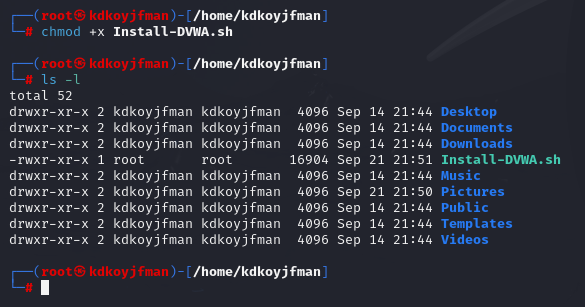 ┌──(root㉿kdkoyjfman)-[/home/kdkoyjfman]
└─# chmod +x Install-DVWA.sh
┌──(root㉿kdkoyjfman)-[/home/kdkoyjfman]
└─# ls -l
total 52
drwxr-xr-x 2 kdkoyjfman kdkoyjfman  4096 Sep 14 21:44 Desktop
drwxr-xr-x 2 kdkoyjfman kdkoyjfman  4096 Sep 14 21:44 Documents
drwxr-xr-x 2 kdkoyjfman kdkoyjfman  4096 Sep 14 21:44 Downloads
-rwxr-xr-x 1 root       root       16904 Sep 21 21:51 Install-DVWA.sh
drwxr-xr-x 2 kdkoyjfman kdkoyjfman  4096 Sep 14 21:44 Music
drwxr-xr-x 2 kdkoyjfman kdkoyjfman  4096 Sep 21 21:50 Pictures
drwxr-xr-x 2 kdkoyjfman kdkoyjfman  4096 Sep 14 21:44 Public
drwxr-xr-x 2 kdkoyjfman kdkoyjfman  4096 Sep 14 21:44 Templates
drwxr-xr-x 2 kdkoyjfman kdkoyjfman  4096 Sep 14 21:44 Videos
┌──(root㉿kdkoyjfman)-[/home/kdkoyjfman]
└─#